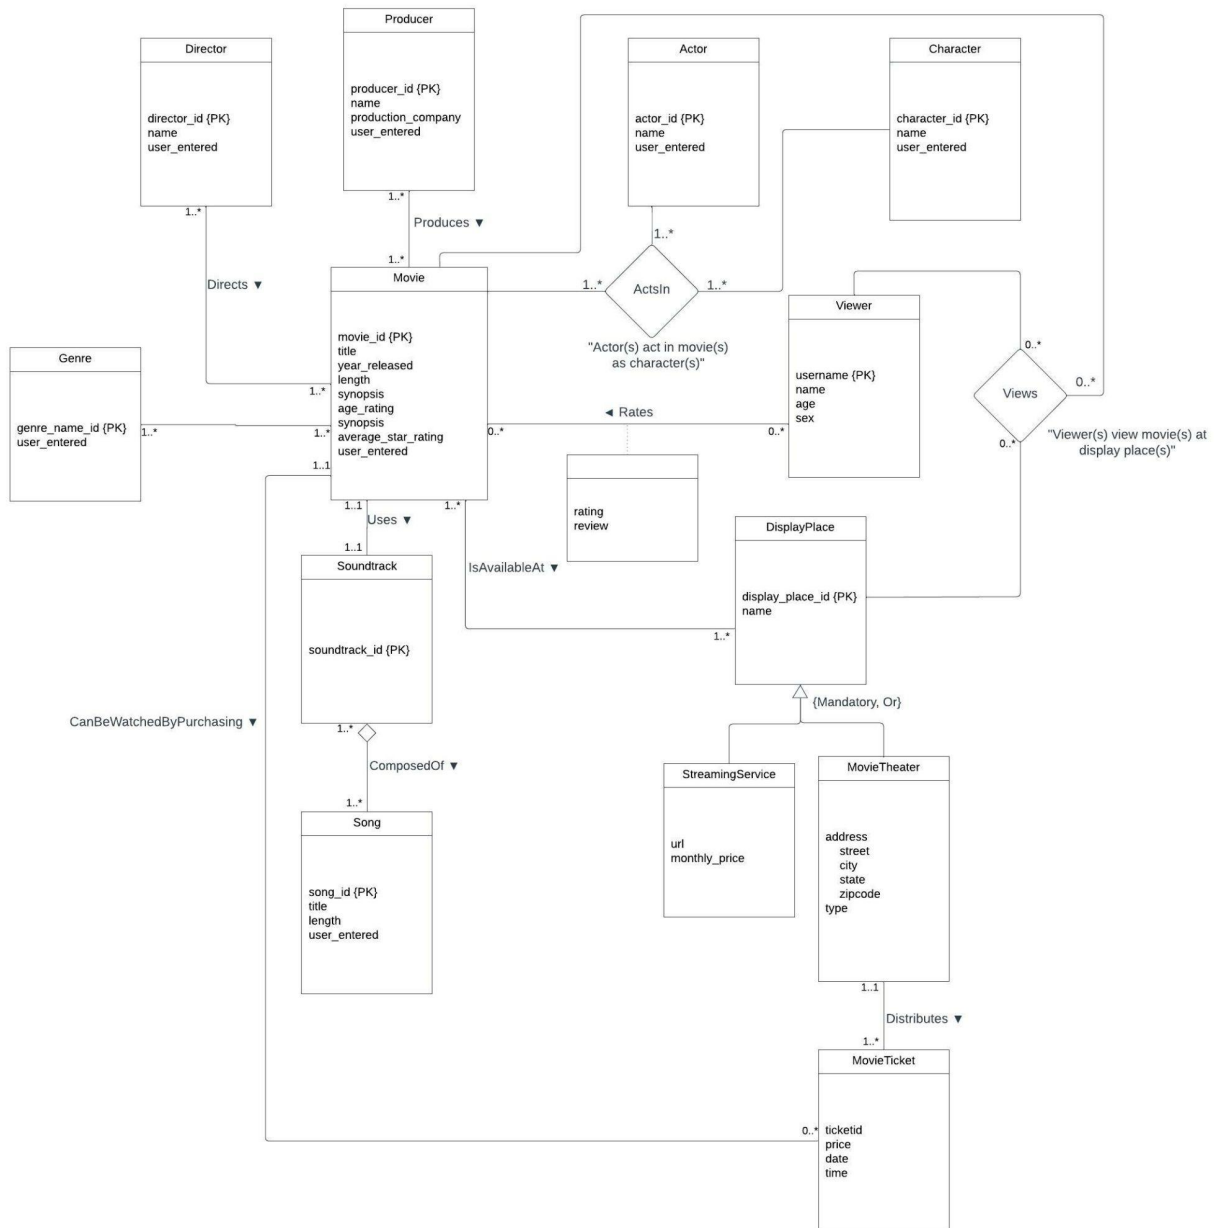 Producer
producer_id {PK}
name
production_company
user_entered
1..*
Director
director_id {PK}
name
user_entered
1..*
Actor
actor_id {PK}
name
user_entered
1..*
Character
character_id {PK}
name
user_entered
Produces ▼
1..*
Directs ▼
1..*
Movie
movie_id {PK}
title
year_released
length
synopsis
age_rating
synopsis
average_star_rating
user_entered
1..*
ActsIn
1..*
"Actor(s) act in movie(s)
as character(s)"
Viewer
username {PK}
name
age
sex
0..*
Views
0..*
0..*
"Viewer(s) view movie(s) at
display place(s)"
Genre
genre_name_id {PK}
user_entered
1..*
1..*
◄ Rates
0..*
0..*
rating
review
1..1
1..1
Uses ▼
1..1
1..*
IsAvailableAt ▼
1..*
Soundtrack
soundtrack_id {PK}
DisplayPlace
display_place_id {PK}
name
{Mandatory, Or}
CanBeWatchedByPurchasing ▼
1..*
ComposedOf ▼
1..*
Song
song_id {PK}
title
length
user_entered
StreamingService
url
monthly_price
MovieTheater
address
street
city
state
zipcode
type
1..1
Distributes ▼
1..*
MovieTicket
0..*
ticketid
price
date
time